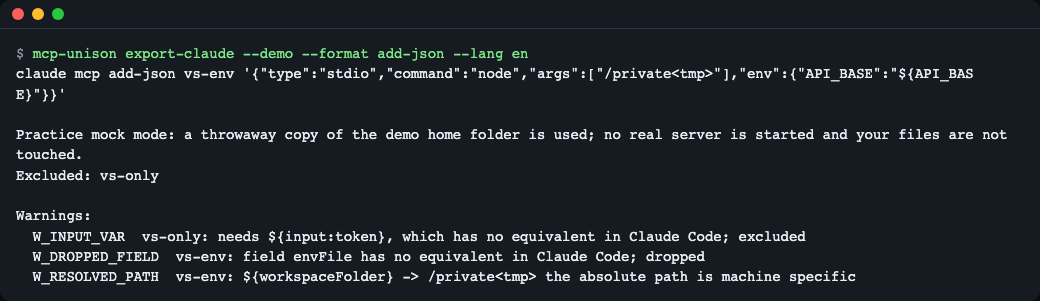 $ mcp-unison export-claude --demo --format add-json --lang en
claude mcp add-json vs-env '{"type":"stdio","command":"node","args":["/private<tmp>"],"env":{"API_BASE":"${API_BAS
E}"}}'
Practice mock mode: a throwaway copy of the demo home folder is used; no real server is started and your files are not
touched.
Excluded: vs-only
Warnings:
W_INPUT_VAR  vs-only: needs ${input:token}, which has no equivalent in Claude Code; excluded
W_DROPPED_FIELD  vs-env: field envFile has no equivalent in Claude Code; dropped
W_RESOLVED_PATH  vs-env: ${workspaceFolder} -> /private<tmp> the absolute path is machine specific